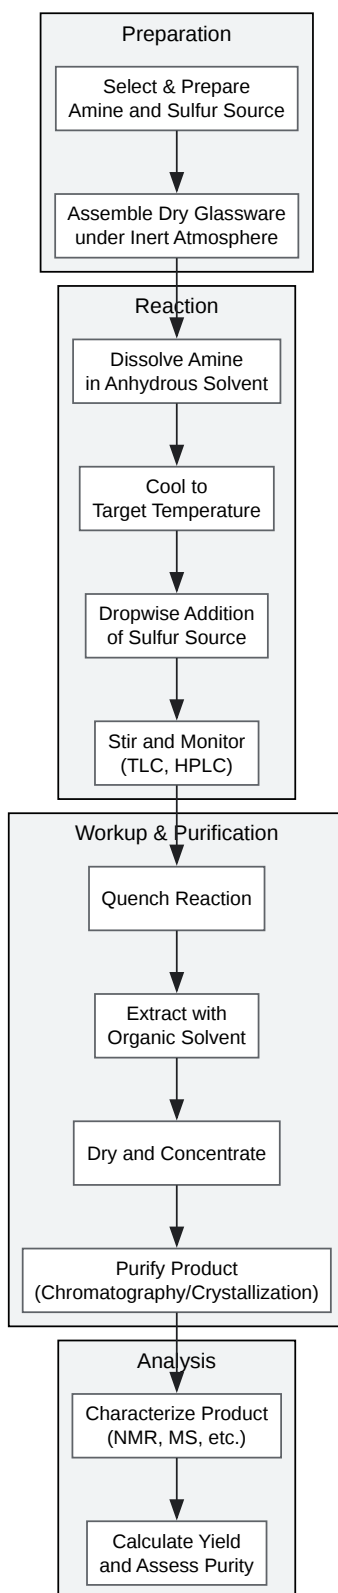 Preparation
Select & Prepare
Amine and Sulfur Source
Assemble Dry Glassware
under Inert Atmosphere
Reaction
Dissolve Amine
in Anhydrous Solvent
Cool to
Target Temperature
Dropwise Addition
of Sulfur Source
Stir and Monitor
(TLC, HPLC)
Workup & Purification
Quench Reaction
Extract with
Organic Solvent
Dry and Concentrate
Purify Product
(Chromatography/Crystallization)
Analysis
Characterize Product
(NMR, MS, etc.)
Calculate Yield
and Assess Purity